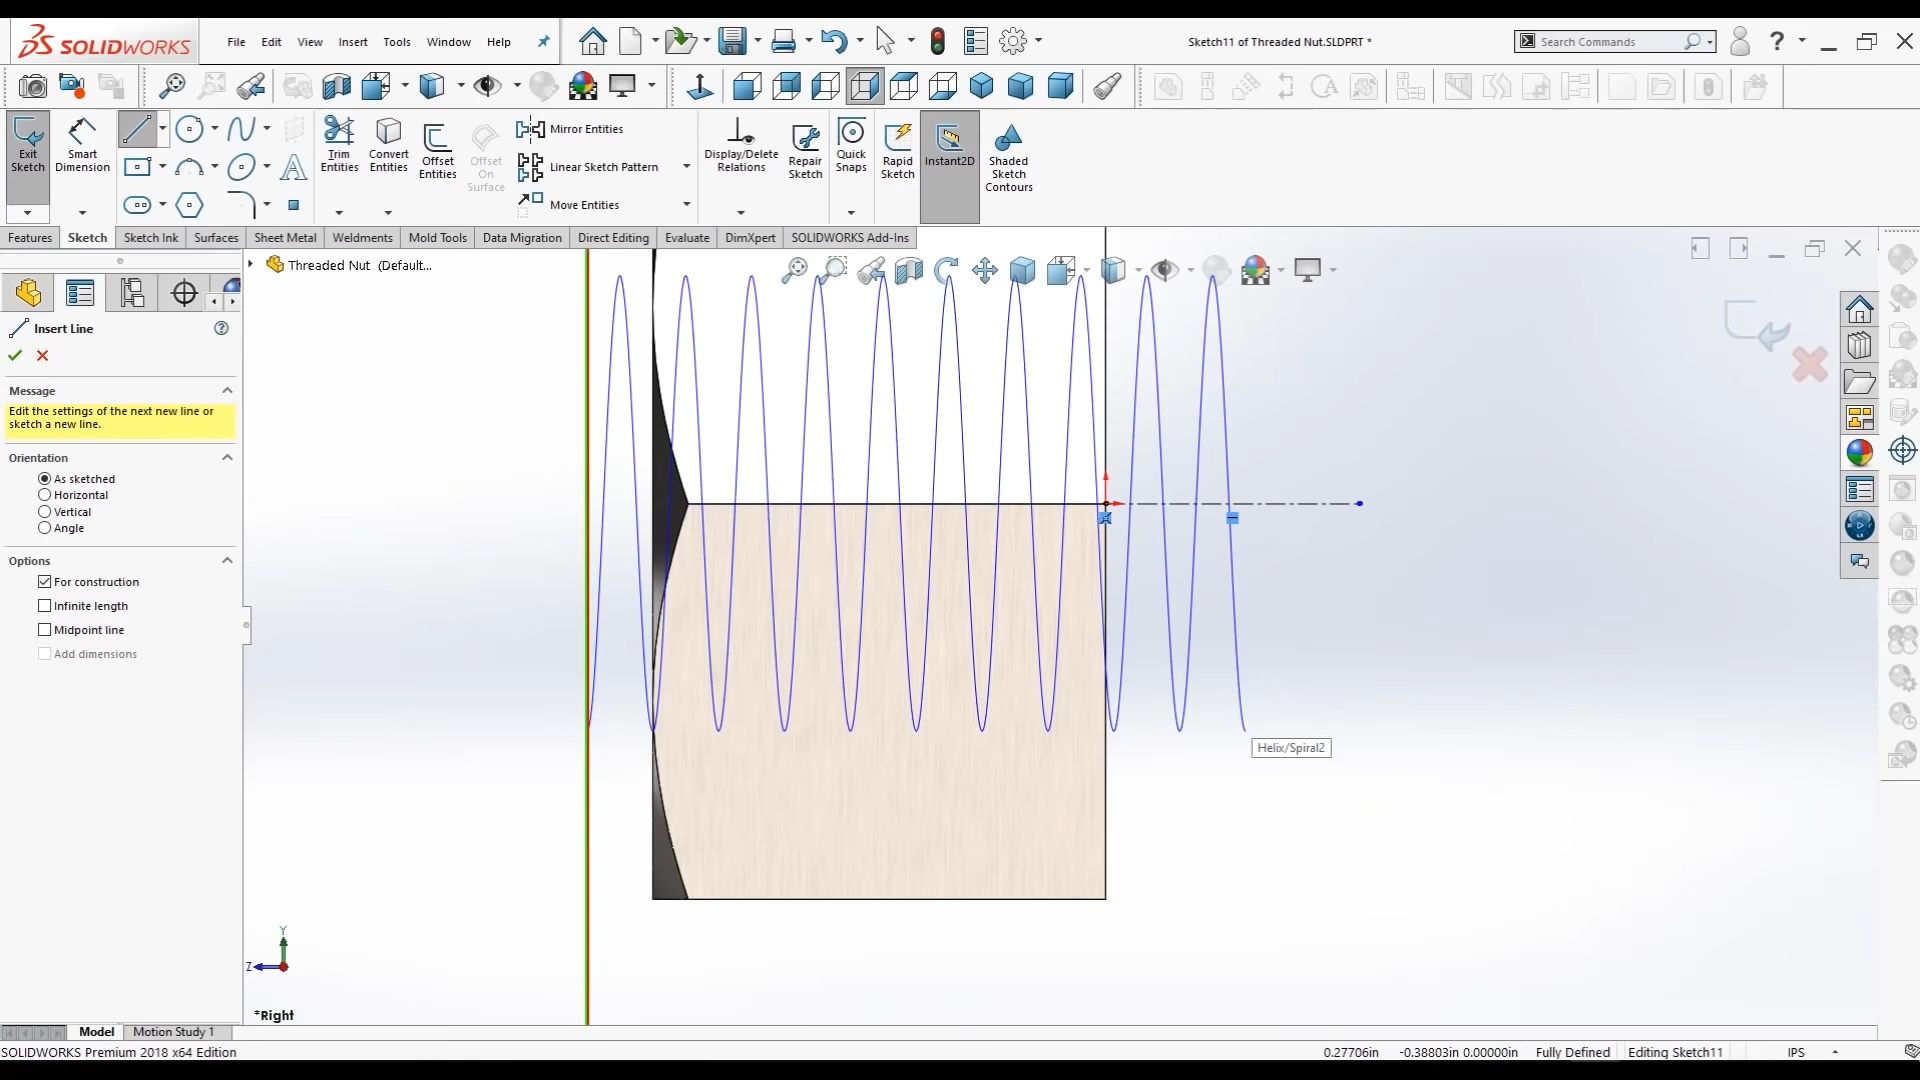 SOLIDWORKS
File Edit View Insert Tools Window Help
Sketch11 of Threaded Nut.SLDPRT *
Search Commands
Exit Sketch
Smart Dimension
Trim Entities
Convert Entities
Offset Entities
Offset On Surface
Mirror Entities
Linear Sketch Pattern
Move Entities
Display/Delete Relations
Repair Sketch
Quick Snaps
Rapid Sketch
Instant2D
Shaded Sketch Contours
Features Sketch Sketch Ink Surfaces Sheet Metal Weldments Mold Tools Data Migration Direct Editing Evaluate DimXpert SOLIDWORKS Add-Ins
Threaded Nut (Default...
Insert Line
Message
Edit the settings of the next new line or
sketch a new line.
Orientation
As sketched
Horizontal
Vertical
Angle
Options
For construction
Infinite length
Midpoint line
Add dimensions
Helix/Spiral2
Y
Z
*Right
Model Motion Study 1
SOLIDWORKS Premium 2018 x64 Edition
0.27706in -0.38803in 0.00000in Fully Defined Editing Sketch11 IPS